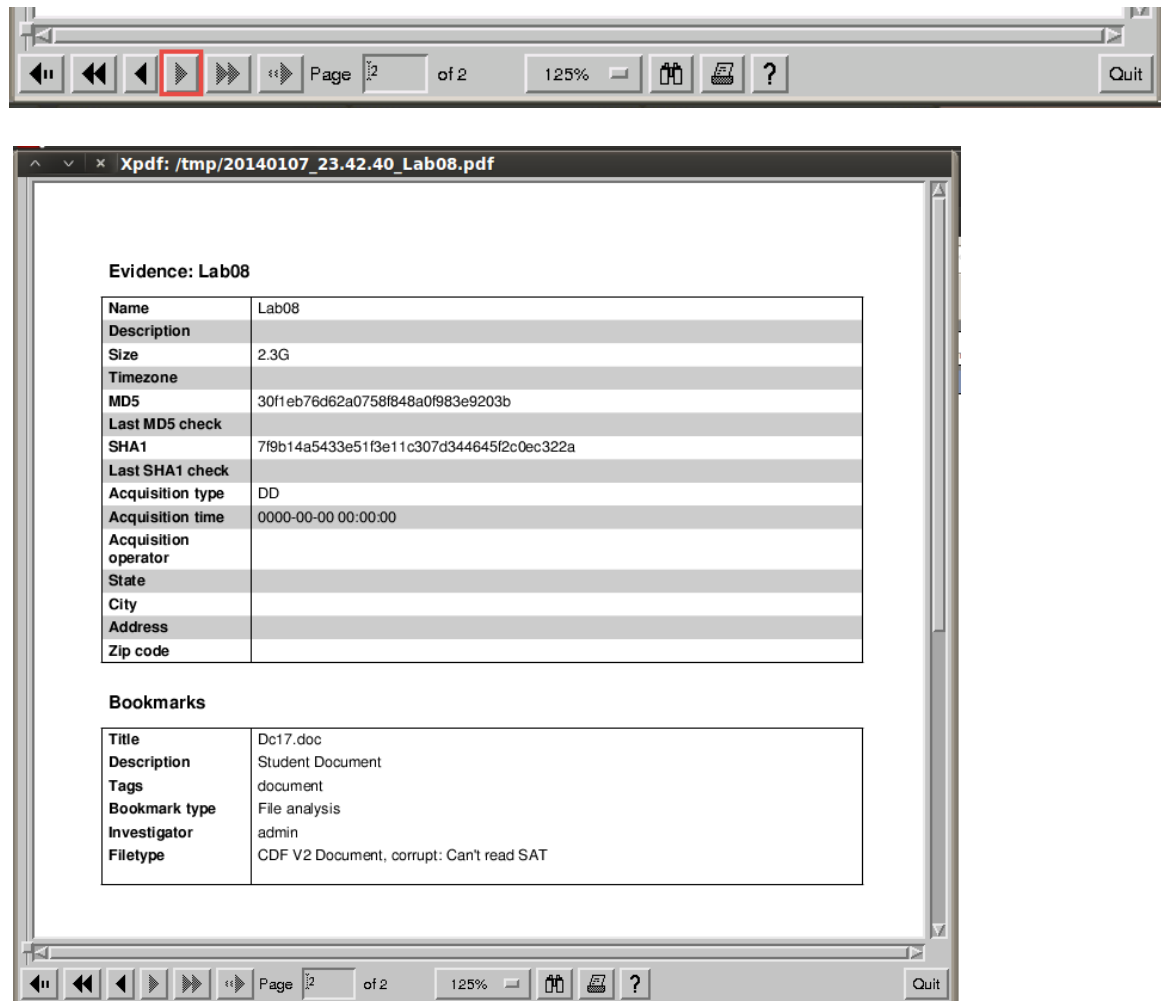 Page 2 of 2 125% ? Quit
Xpdf: /tmp/20140107_23.42.40_Lab08.pdf
Evidence: Lab08
Name Lab08
Description
Size 2.3G
Timezone
MD5 30f1eb76d62a0758f848a0f983e9203b
Last MD5 check
SHA1 7f9b14a5433e51f3e11c307d344645f2c0ec322a
Last SHA1 check
Acquisition type DD
Acquisition time 0000-00-00 00:00:00
Acquisition
operator
State
City
Address
Zip code
Bookmarks
Title Dc17.doc
Description Student Document
Tags document
Bookmark type File analysis
Investigator admin
Filetype CDF V2 Document, corrupt: Can't read SAT
Page 2 of 2 125% ? Quit